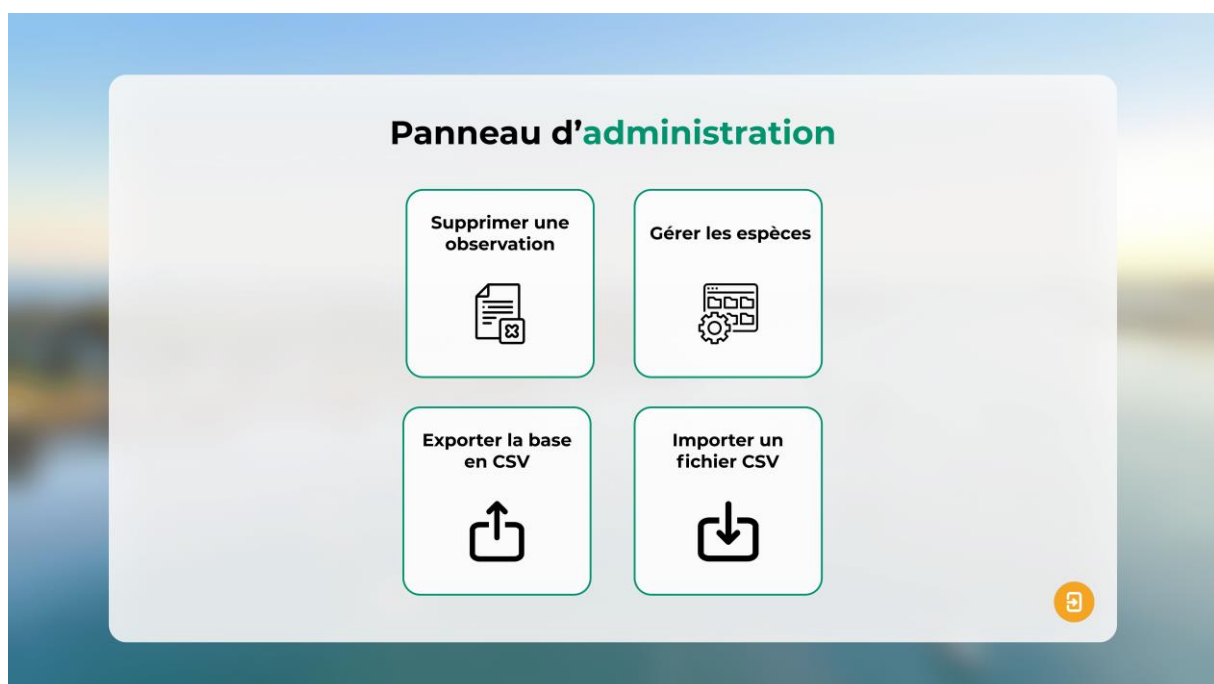 Panneau d’administration
Supprimer une
observation
Gérer les espèces
Exporter la base
en CSV
Importer un
fichier CSV